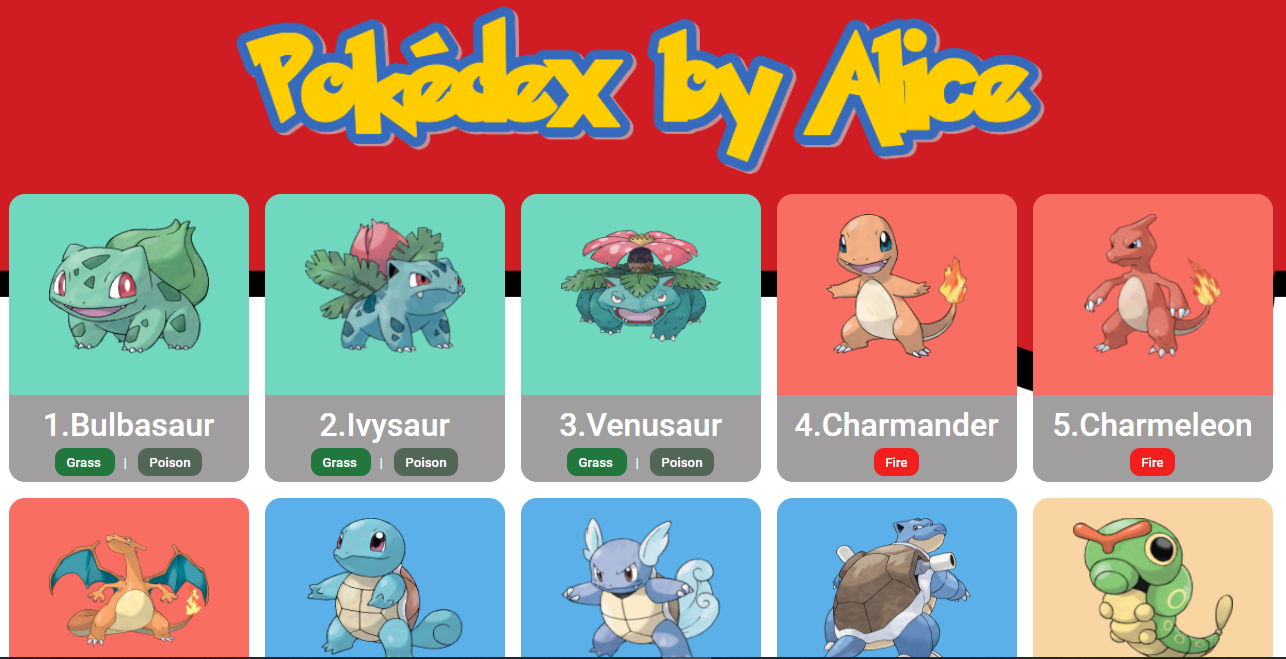 Pokédex by Alice
1.Bulbasaur
Grass | Poison
2.Ivysaur
Grass | Poison
3.Venusaur
Grass | Poison
4.Charmander
Fire
5.Charmeleon
Fire